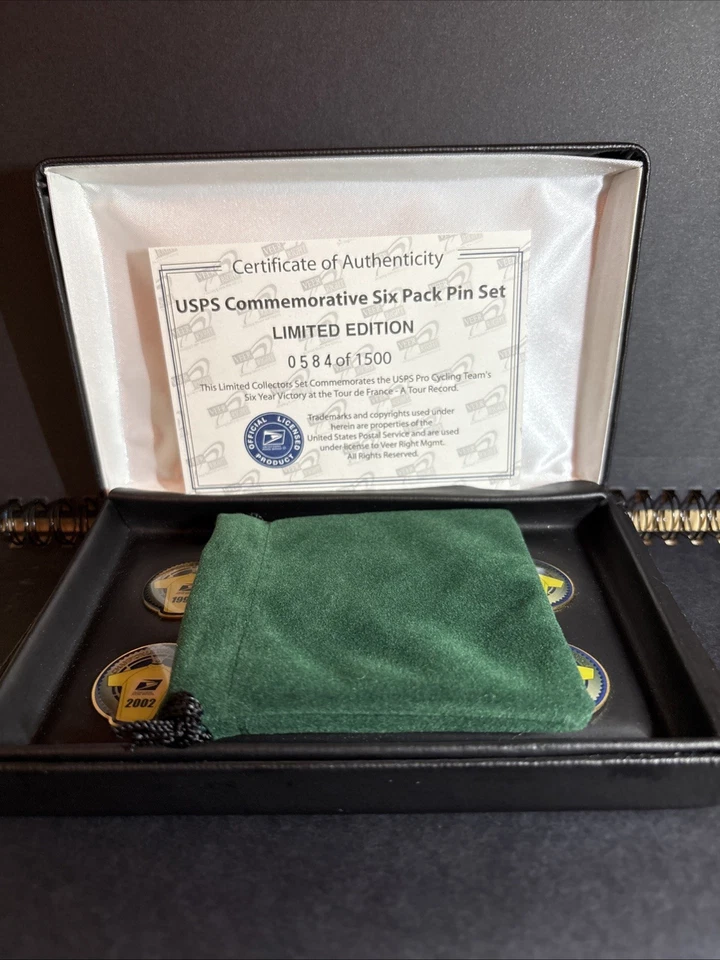 Certificate of Authenticity
USPS Commemorative Six Pack Pin Set
LIMITED EDITION
0584 of 1500
This Limited Collectors Set Commemorates the USPS Pro Cycling Team's
Six Year Victory at the Tour de France - A Tour Record.
OFFICIAL LICENSED PRODUCT
Trademarks and copyrights used under
herein are properties of the
United States Postal Service and are used
under license to Veer Right Mgmt.
All Rights Reserved.
199
2002